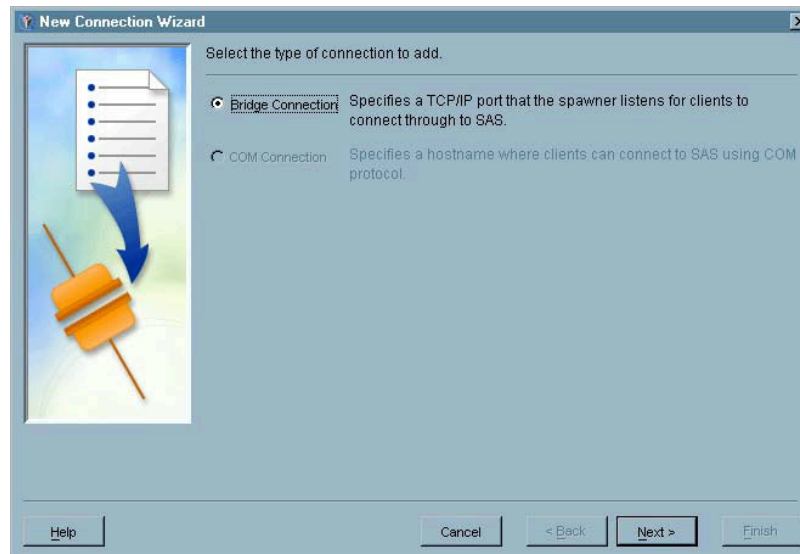 New Connection Wizard
Select the type of connection to add.
Bridge Connection
Specifies a TCP/IP port that the spawner listens for clients to
connect through to SAS.
COM Connection
Specifies a hostname where clients can connect to SAS using COM
protocol.
Help
Cancel
< Back
Next >
Finish